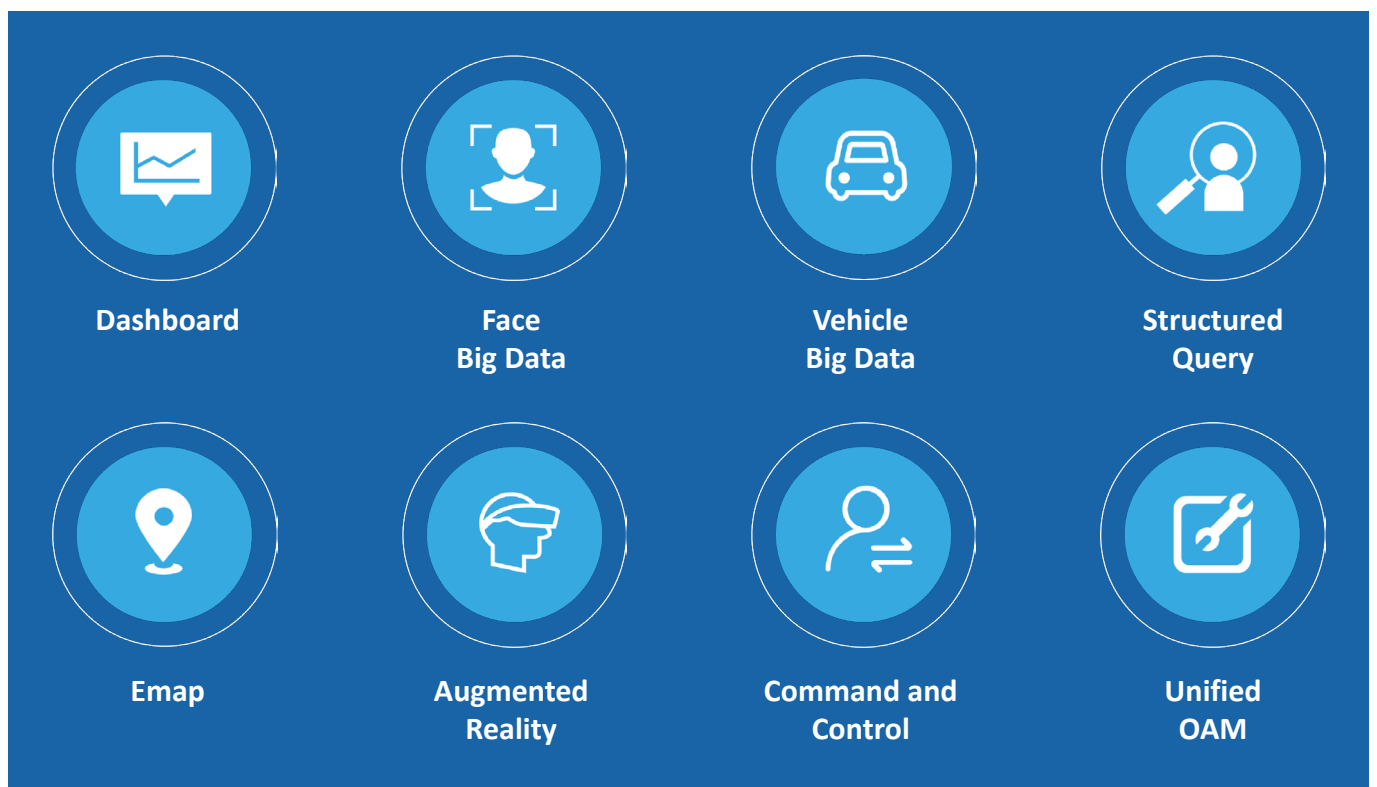 Dashboard
Face
Big Data
Vehicle
Big Data
Structured
Query
Emap
Augmented
Reality
Command and
Control
Unified
OAM